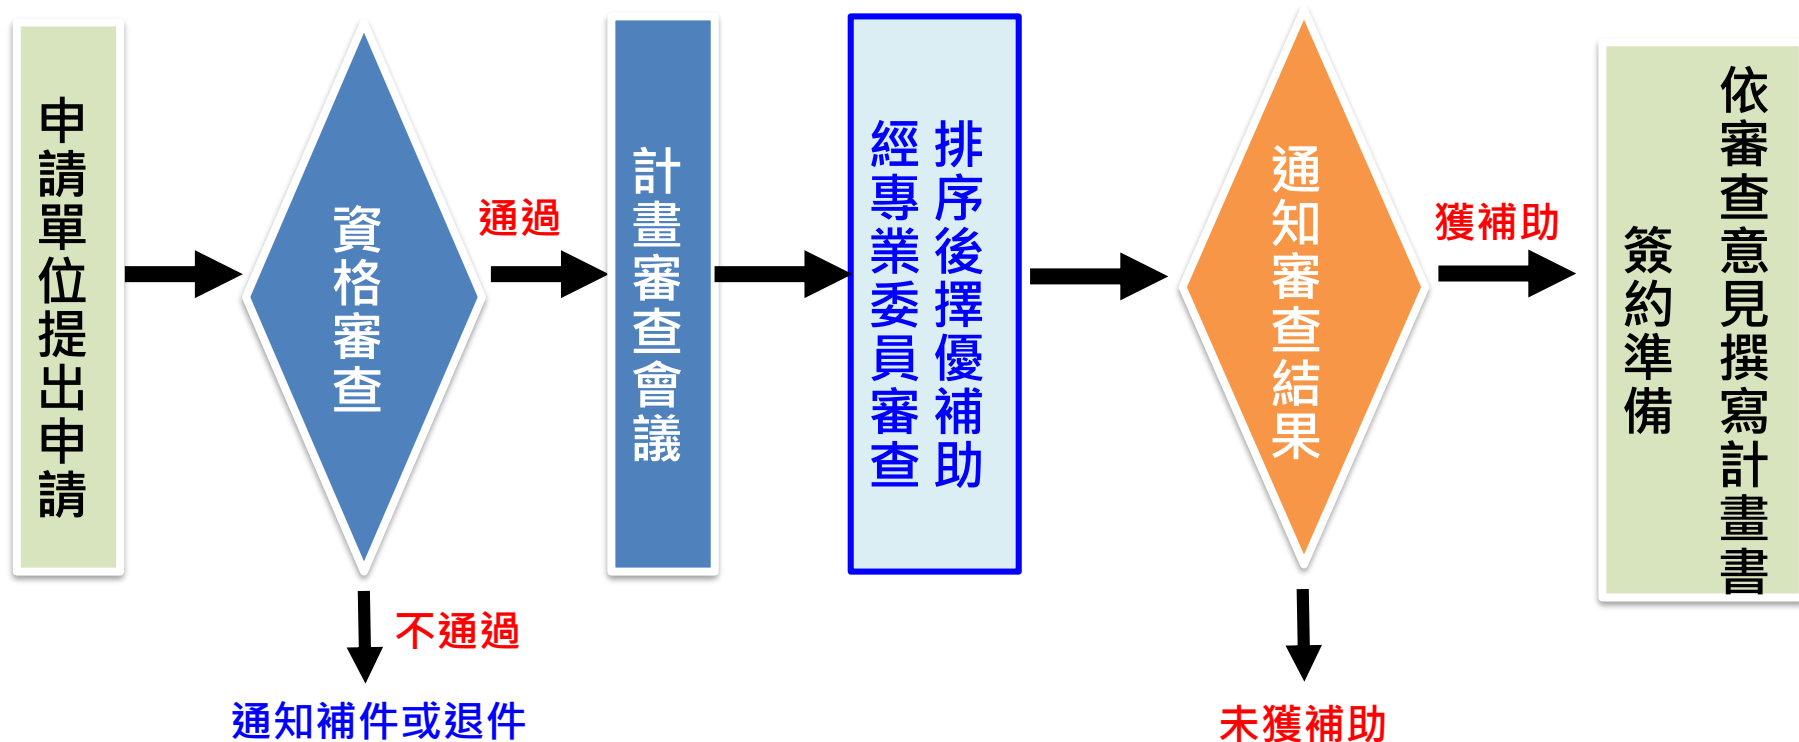 申請單位提出申請
資格審查
通過
不通過
通知補件或退件
計畫審查會議
經專業委員審查
排序後擇優補助
通知審查結果
獲補助
未獲補助
依審查意見撰寫計畫書
簽約準備